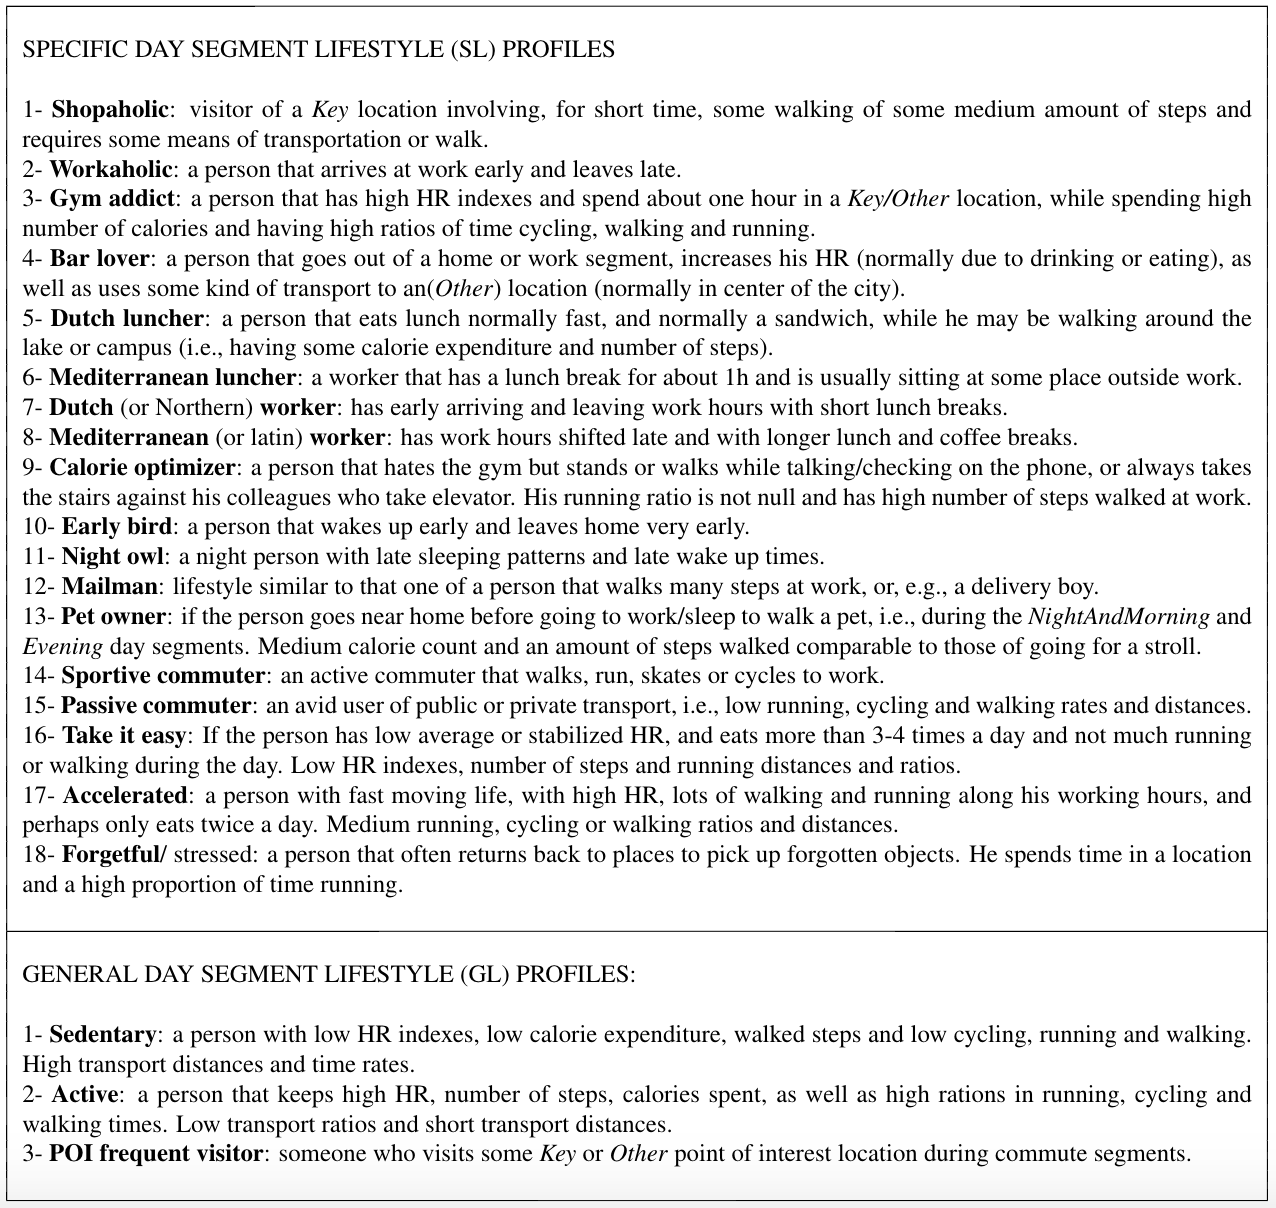 SPECIFIC DAY SEGMENT LIFESTYLE (SL) PROFILES
1- Shopaholic: visitor of a Key location involving, for short time, some walking of some medium amount of steps and
requires some means of transportation or walk.
2- Workaholic: a person that arrives at work early and leaves late.
3- Gym addict: a person that has high HR indexes and spend about one hour in a Key/Other location, while spending high
number of calories and having high ratios of time cycling, walking and running.
4- Bar lover: a person that goes out of a home or work segment, increases his HR (normally due to drinking or eating), as
well as uses some kind of transport to an(Other) location (normally in center of the city).
5- Dutch luncher: a person that eats lunch normally fast, and normally a sandwich, while he may be walking around the
lake or campus (i.e., having some calorie expenditure and number of steps).
6- Mediterranean luncher: a worker that has a lunch break for about 1h and is usually sitting at some place outside work.
7- Dutch (or Northern) worker: has early arriving and leaving work hours with short lunch breaks.
8- Mediterranean (or latin) worker: has work hours shifted late and with longer lunch and coffee breaks.
9- Calorie optimizer: a person that hates the gym but stands or walks while talking/checking on the phone, or always takes
the stairs against his colleagues who take elevator. His running ratio is not null and has high number of steps walked at work.
10- Early bird: a person that wakes up early and leaves home very early.
11- Night owl: a night person with late sleeping patterns and late wake up times.
12- Mailman: lifestyle similar to that one of a person that walks many steps at work, or, e.g., a delivery boy.
13- Pet owner: if the person goes near home before going to work/sleep to walk a pet, i.e., during the NightAndMorning and
Evening day segments. Medium calorie count and an amount of steps walked comparable to those of going for a stroll.
14- Sportive commuter: an active commuter that walks, run, skates or cycles to work.
15- Passive commuter: an avid user of public or private transport, i.e., low running, cycling and walking rates and distances.
16- Take it easy: If the person has low average or stabilized HR, and eats more than 3-4 times a day and not much running
or walking during the day. Low HR indexes, number of steps and running distances and ratios.
17- Accelerated: a person with fast moving life, with high HR, lots of walking and running along his working hours, and
perhaps only eats twice a day. Medium running, cycling or walking ratios and distances.
18- Forgetful/ stressed: a person that often returns back to places to pick up forgotten objects. He spends time in a location
and a high proportion of time running.
GENERAL DAY SEGMENT LIFESTYLE (GL) PROFILES:
1- Sedentary: a person with low HR indexes, low calorie expenditure, walked steps and low cycling, running and walking.
High transport distances and time rates.
2- Active: a person that keeps high HR, number of steps, calories spent, as well as high rations in running, cycling and
walking times. Low transport ratios and short transport distances.
3- POI frequent visitor: someone who visits some Key or Other point of interest location during commute segments.